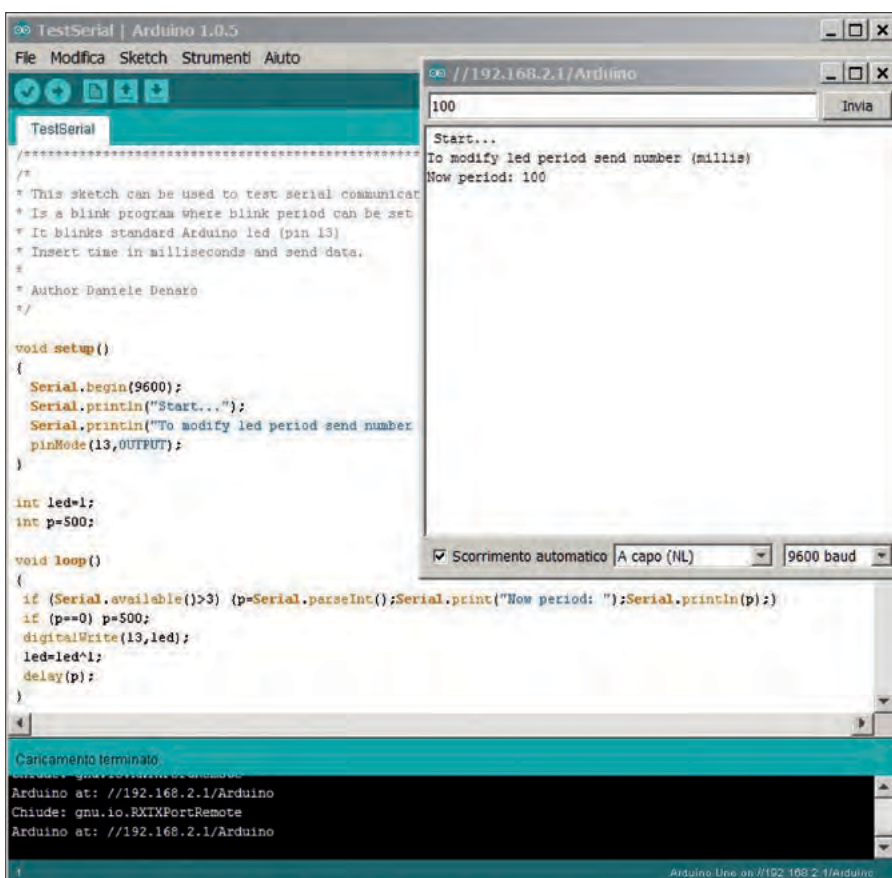 TestSerial | Arduino 1.0.5
File Modifica Sketch Strumenti Aiuto
TestSerial
/****************************************************
/*
* This sketch can be used to test serial communicat
* Is a blink program where blink period can be set
* It blinks standard Arduino led (pin 13)
* Insert time in milliseconds and send data.
*
* Author Daniele Denaro
*/
void setup()
{
Serial.begin(9600);
Serial.println("Start...");
Serial.println("To modify led period send number
pinMode(13,OUTPUT);
}
int led=1;
int p=500;
void loop()
{
if (Serial.available()>3) {p=Serial.parseInt();Serial.print("Now period: ");Serial.println(p);}
if (p==0) p=500;
digitalWrite(13,led);
led=led^1;
delay(p);
}
//192.168.2.1/Arduino
100
Invia
Start...
To modify led period send number (millis)
Now period: 100
Scorrimento automatico
A capo (NL)
9600 baud
Caricamento terminato
Arduino at: //192.168.2.1/Arduino
Chiude: gnu.io.RXTXPortRemote
Arduino at: //192.168.2.1/Arduino
Arduino Uno on //192.168.2.1/Arduino